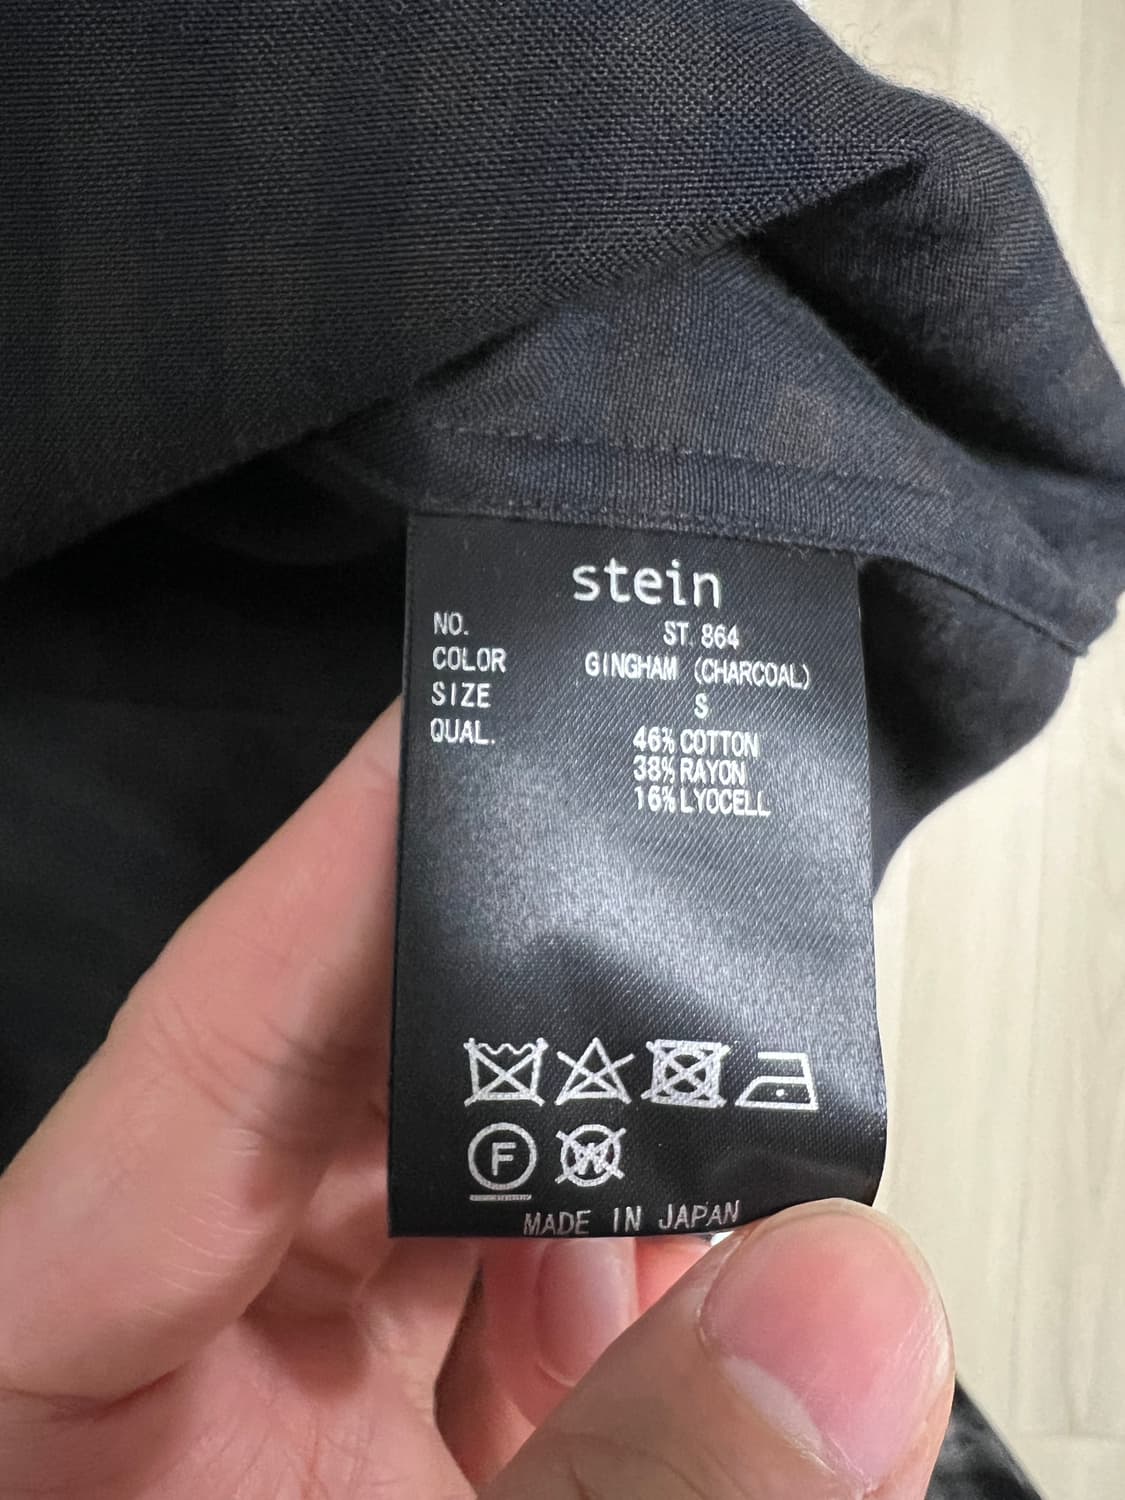 stein
NO. ST. 864
COLOR GINGHAM (CHARCOAL)
SIZE S
QUAL. 46% COTTON
38% RAYON
16% LYOCELL
F W
MADE IN JAPAN